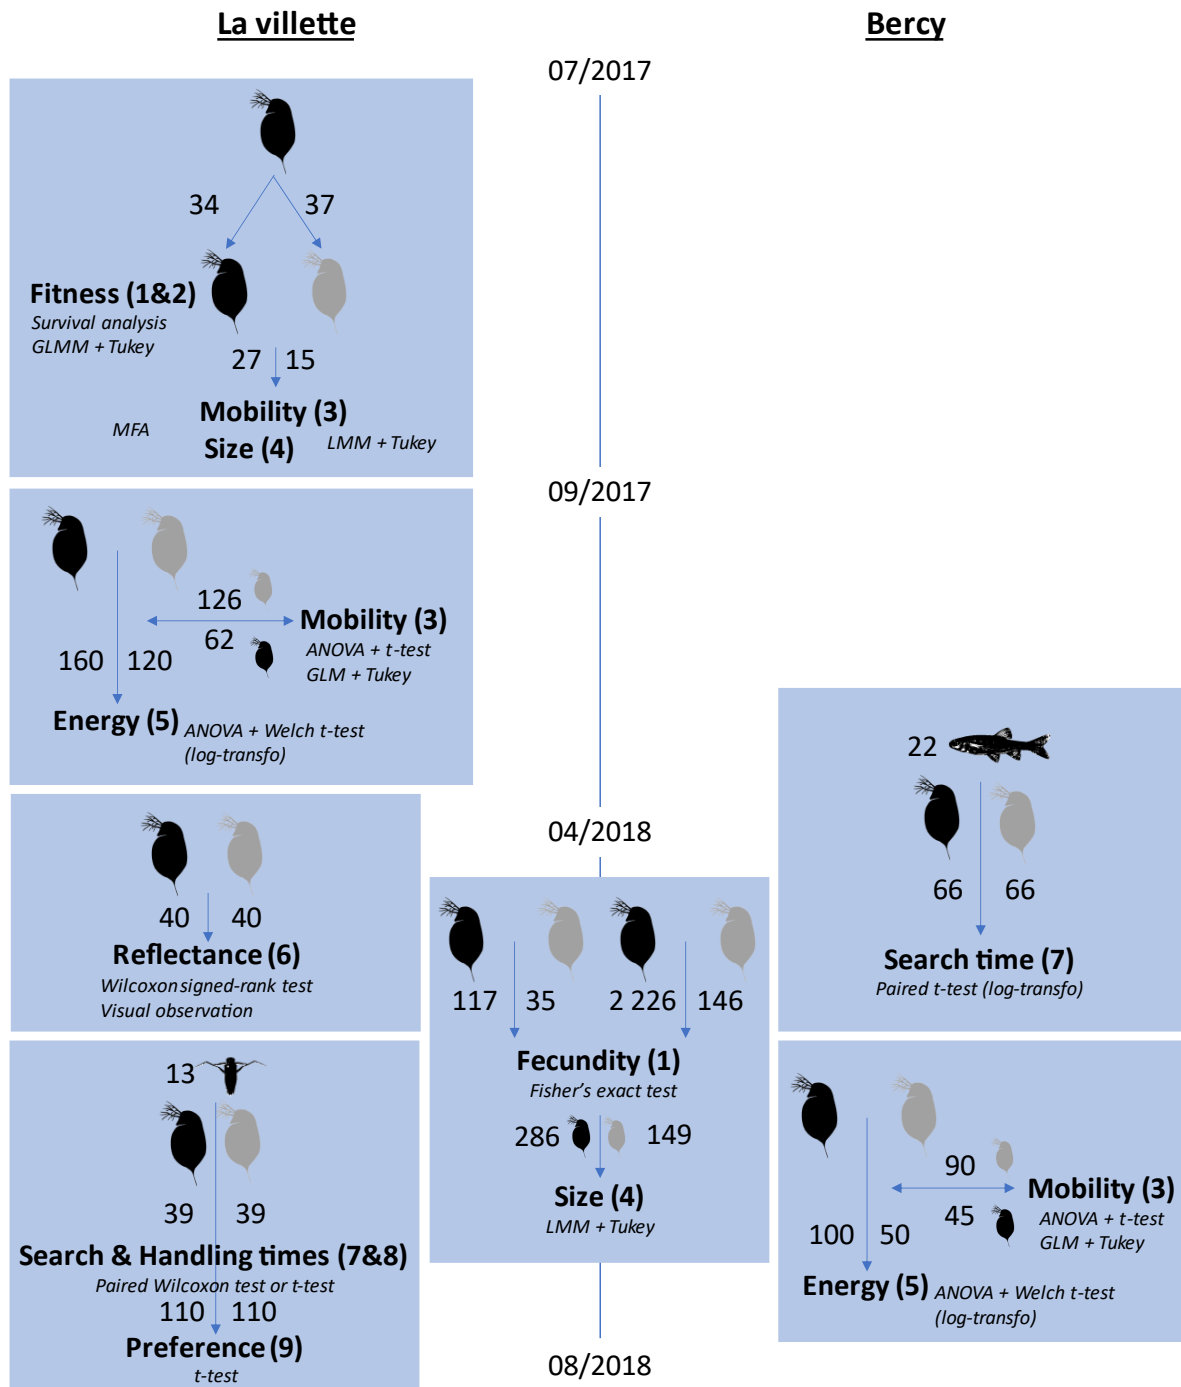 La villette
Bercy
07/2017
34 37
Fitness (1&2)
Survival analysis
GLMM + Tukey
27 15
Mobility (3)
MFA
Size (4)
LMM + Tukey
09/2017
126
62
Mobility (3)
ANOVA + t-test
GLM + Tukey
160 120
Energy (5)
ANOVA + Welch t-test
(log-transfo)
04/2018
40 40
Reflectance (6)
Wilcoxon signed-rank test
Visual observation
13
39 39
Search & Handling times (7&8)
Paired Wilcoxon test or t-test
110 110
Preference (9)
t-test
117 35 2 226 146
Fecundity (1)
Fisher's exact test
286 149
Size (4)
LMM + Tukey
08/2018
22
66 66
Search time (7)
Paired t-test (log-transfo)
90
45
Mobility (3)
ANOVA + t-test
GLM + Tukey
100 50
Energy (5)
ANOVA + Welch t-test
(log-transfo)